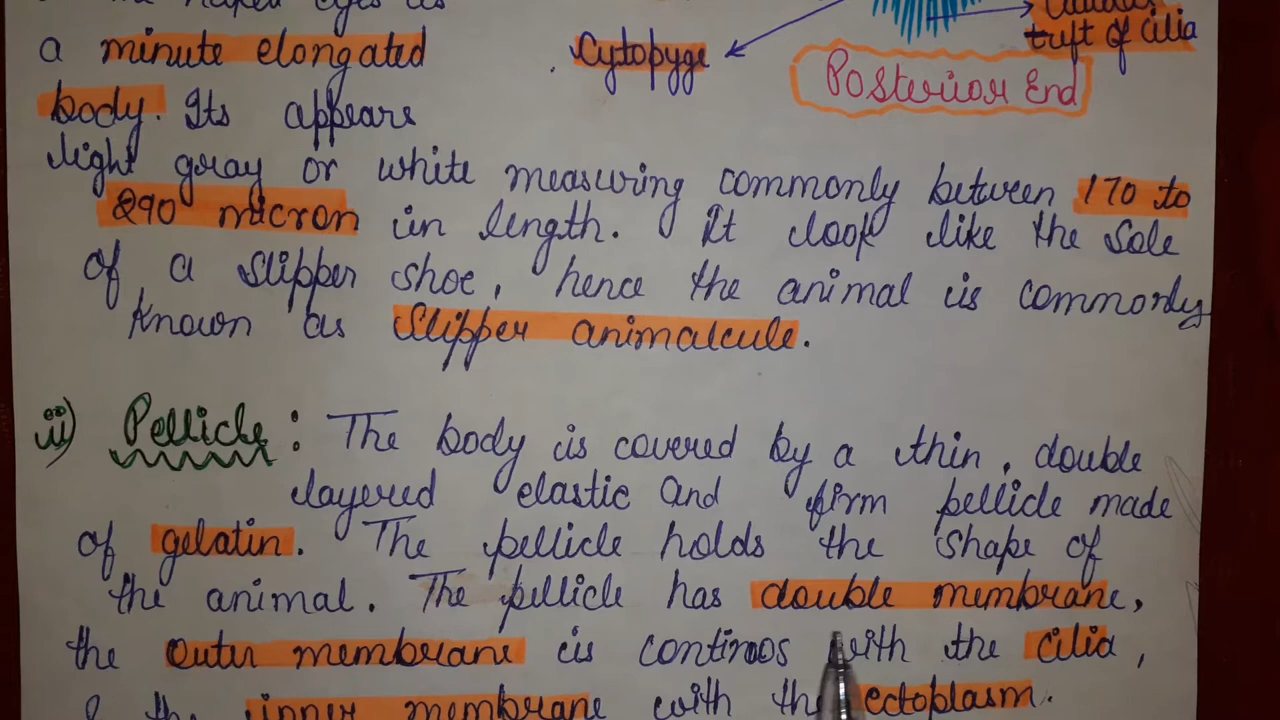 a minute elongated
body. Its appears
light gray or white measuring commonly between 170 to
290 micron in length. It look like the Sole
of a slipper shoe, hence the animal is commonly
known as Slipper animalcule.
Cytopyge
tuft of cilia
Posterior End
ii) Pellicle: The body is covered by a thin, double
layered elastic and firm pellicle made
of gelatin. The pellicle holds the shape of
the animal. The pellicle has double membrane,
the outer membrane is continos with the cilia,
& the inner membrane with the ectoplasm.